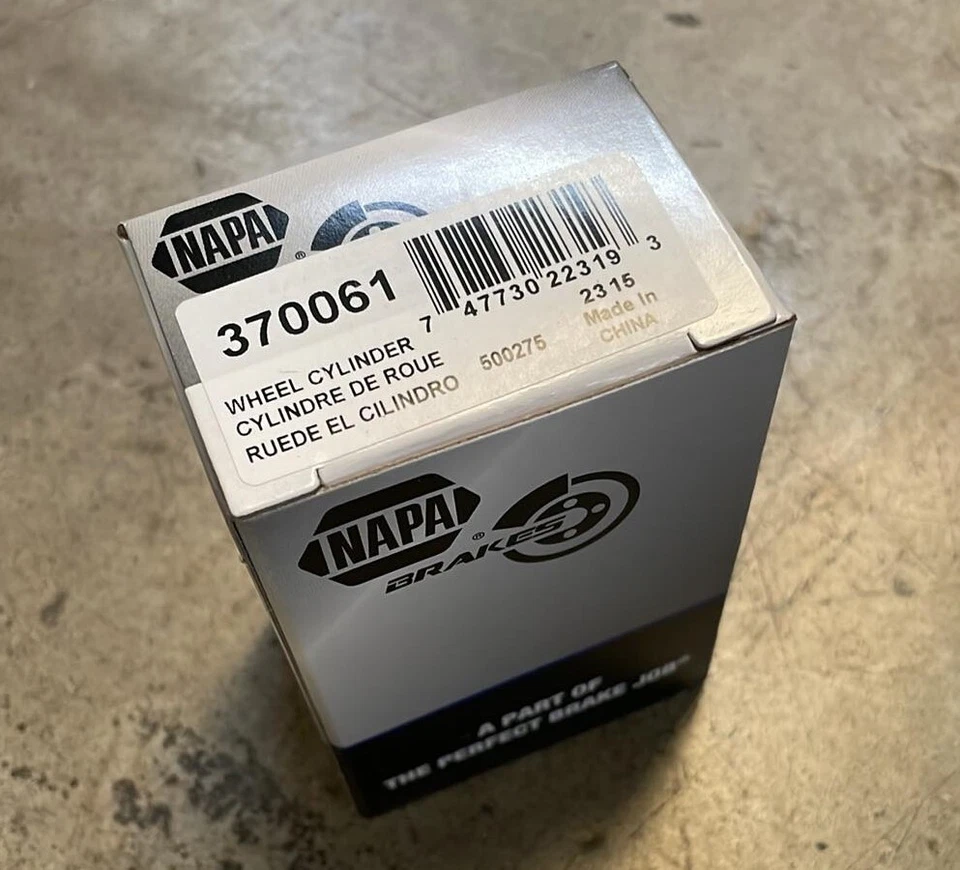 NAPA ®
370061
7 47730 22319 3
WHEEL CYLINDER
CYLINDRE DE ROUE
RUEDE EL CILINDRO
500275
2315
Made In
CHINA
NAPA ®
BRAKES
A PART OF
THE PERFECT BRAKE JOB